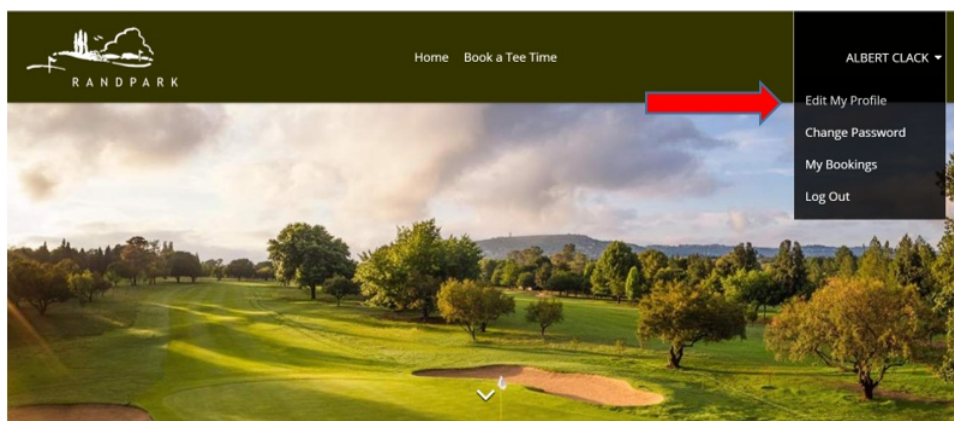 RANDPARK
Home Book a Tee Time
ALBERT CLACK
Edit My Profile
Change Password
My Bookings
Log Out